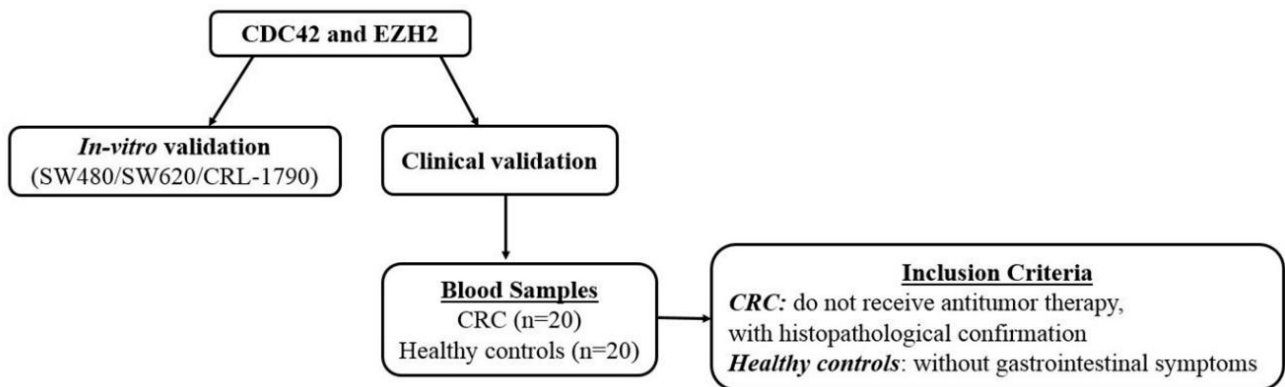 CDC42 and EZH2
In-vitro validation
(SW480/SW620/CRL-1790)
Clinical validation
Blood Samples
CRC (n=20)
Healthy controls (n=20)
Inclusion Criteria
CRC: do not receive antitumor therapy,
with histopathological confirmation
Healthy controls: without gastrointestinal symptoms